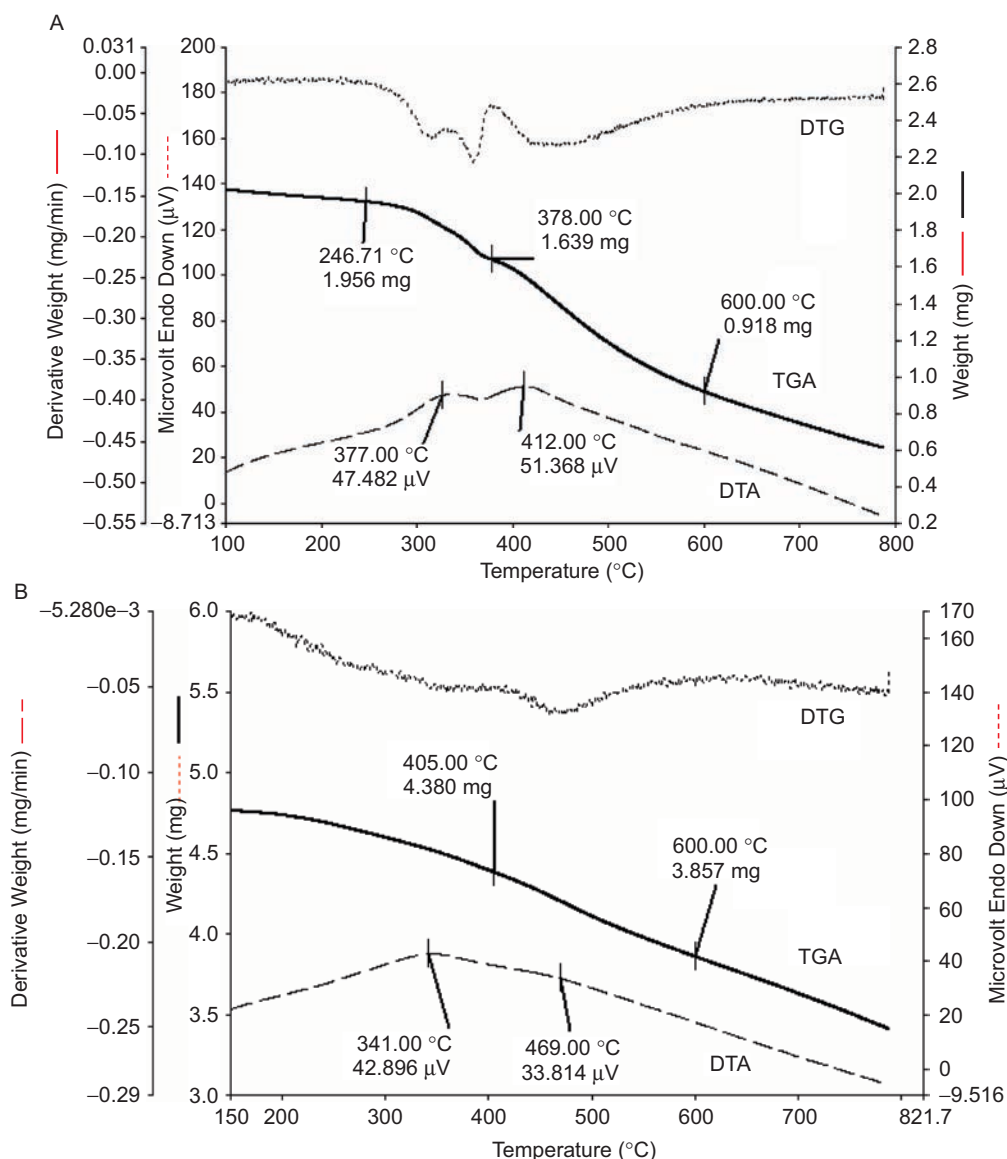 A
0.031
0.00
−0.05
−0.10
−0.15
−0.20
−0.25
−0.30
−0.35
−0.40
−0.45
−0.50
−0.55
Derivative Weight (mg/min)
200
180
160
140
120
100
80
60
40
20
0
−8.713
Microvolt Endo Down (µV)
DTG
246.71 °C
1.956 mg
378.00 °C
1.639 mg
600.00 °C
0.918 mg
TGA
377.00 °C
47.482 µV
412.00 °C
51.368 µV
DTA
2.8
2.6
2.4
2.2
2.0
1.8
1.6
1.4
1.2
1.0
0.8
0.6
0.4
0.2
Weight (mg)
100 200 300 400 500 600 700 800
Temperature (°C)
B
−5.280e−3
−0.05
−0.10
−0.15
−0.20
−0.25
−0.29
Derivative Weight (mg/min)
6.0
5.5
5.0
4.5
4.0
3.5
3.0
Weight (mg)
DTG
405.00 °C
4.380 mg
600.00 °C
3.857 mg
TGA
341.00 °C
42.896 µV
469.00 °C
33.814 µV
DTA
170
160
140
120
100
80
60
40
20
0
−9.516
Microvolt Endo Down (µV)
150 200 300 400 500 600 700 821.7
Temperature (°C)